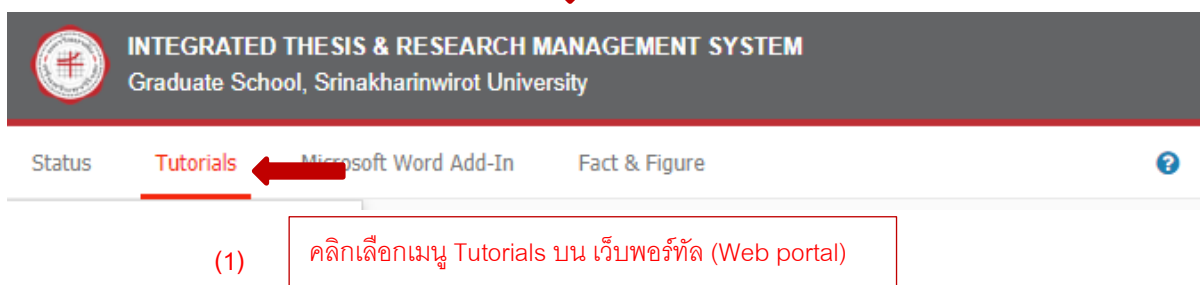 INTEGRATED THESIS & RESEARCH MANAGEMENT SYSTEM
Graduate School, Srinakharinwirot University
Status Tutorials Microsoft Word Add-In Fact & Figure ?
(1) คลิกเลือกเมนู Tutorials บน เว็บพอร์ทัล (Web portal)